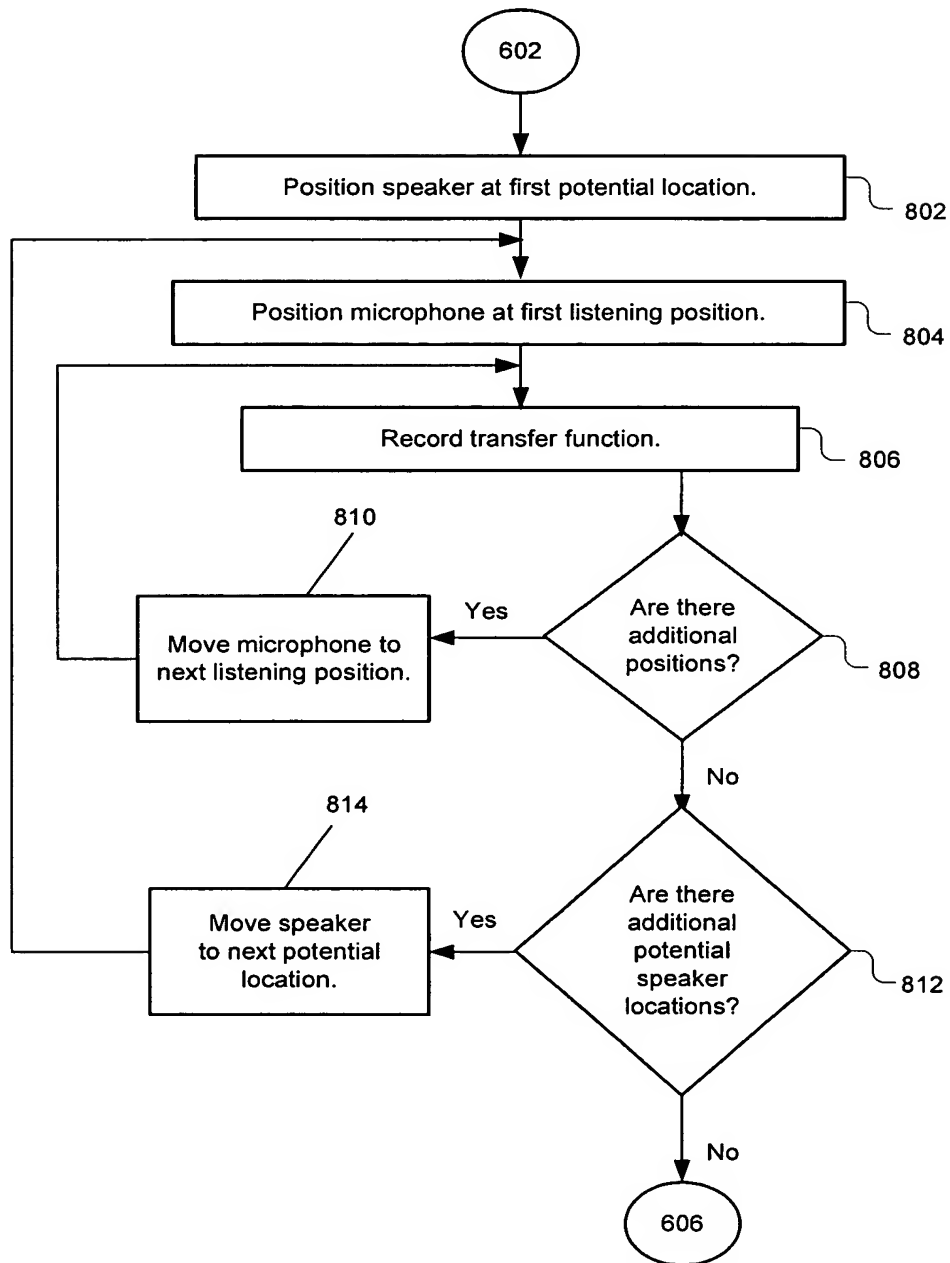 602
Position speaker at first potential location.
802
Position microphone at first listening position.
804
Record transfer function.
806
810
Move microphone to
next listening position.
Yes
Are there
additional
positions?
808
No
814
Move speaker
to next potential
location.
Yes
Are there
additional
potential
speaker
locations?
812
No
606